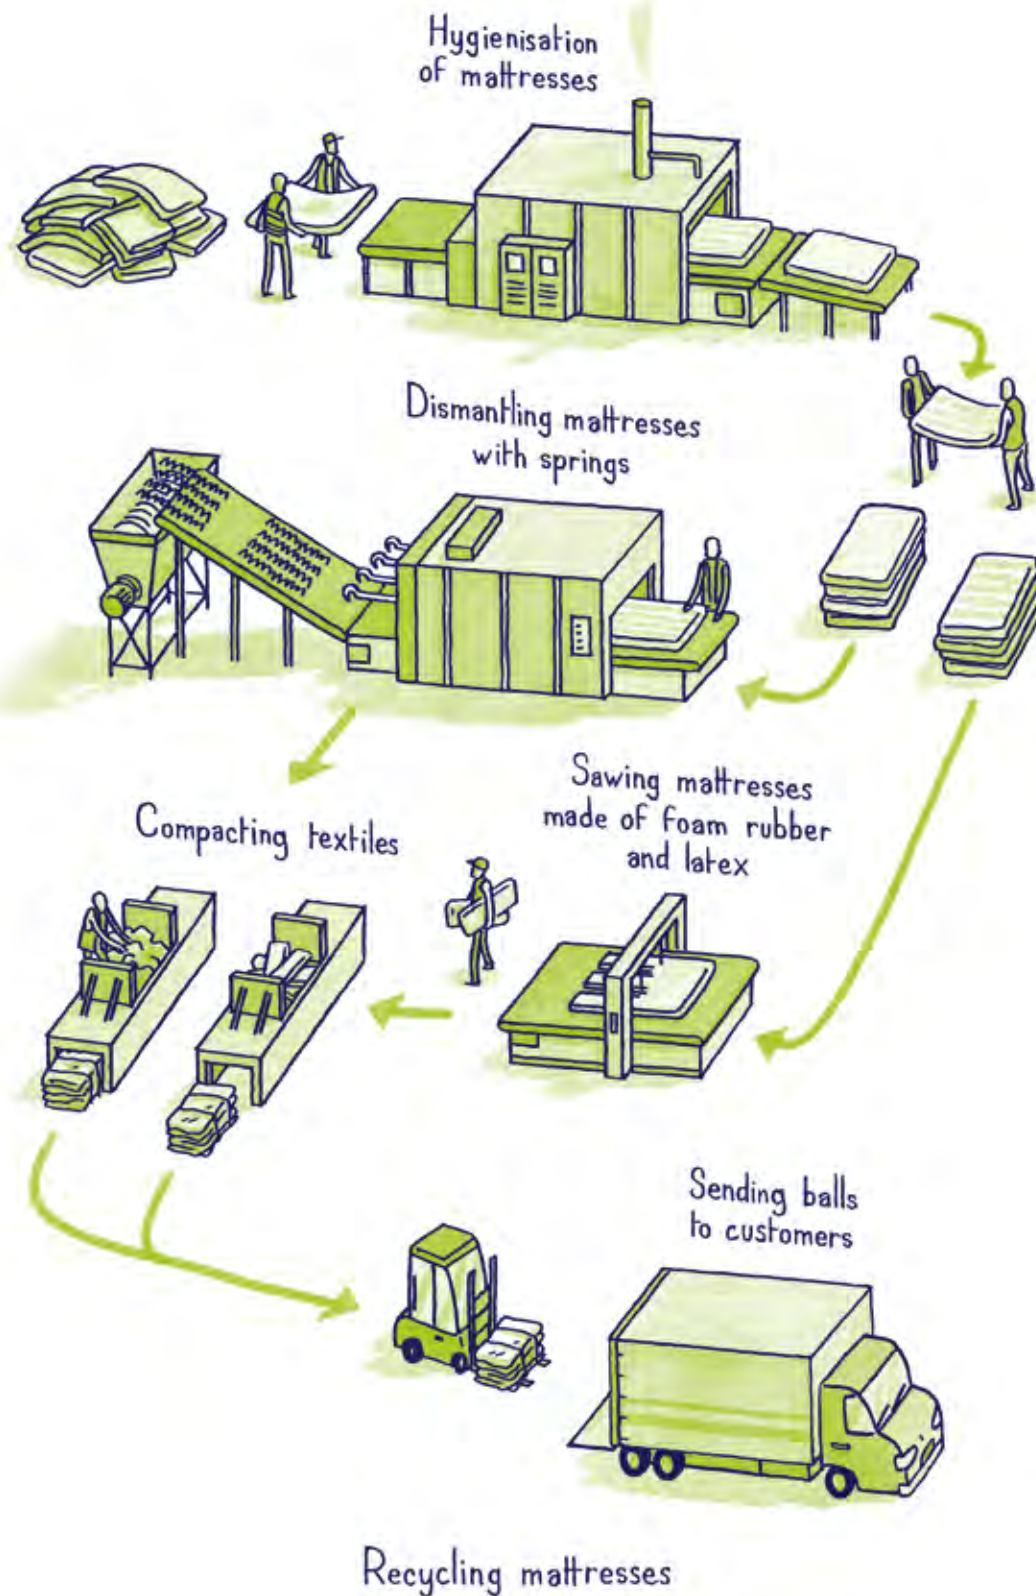 Hygienisation
of mattresses
Dismantling mattresses
with springs
Sawing mattresses
made of foam rubber
and latex
Compacting textiles
Sending balls
to customers
Recycling mattresses